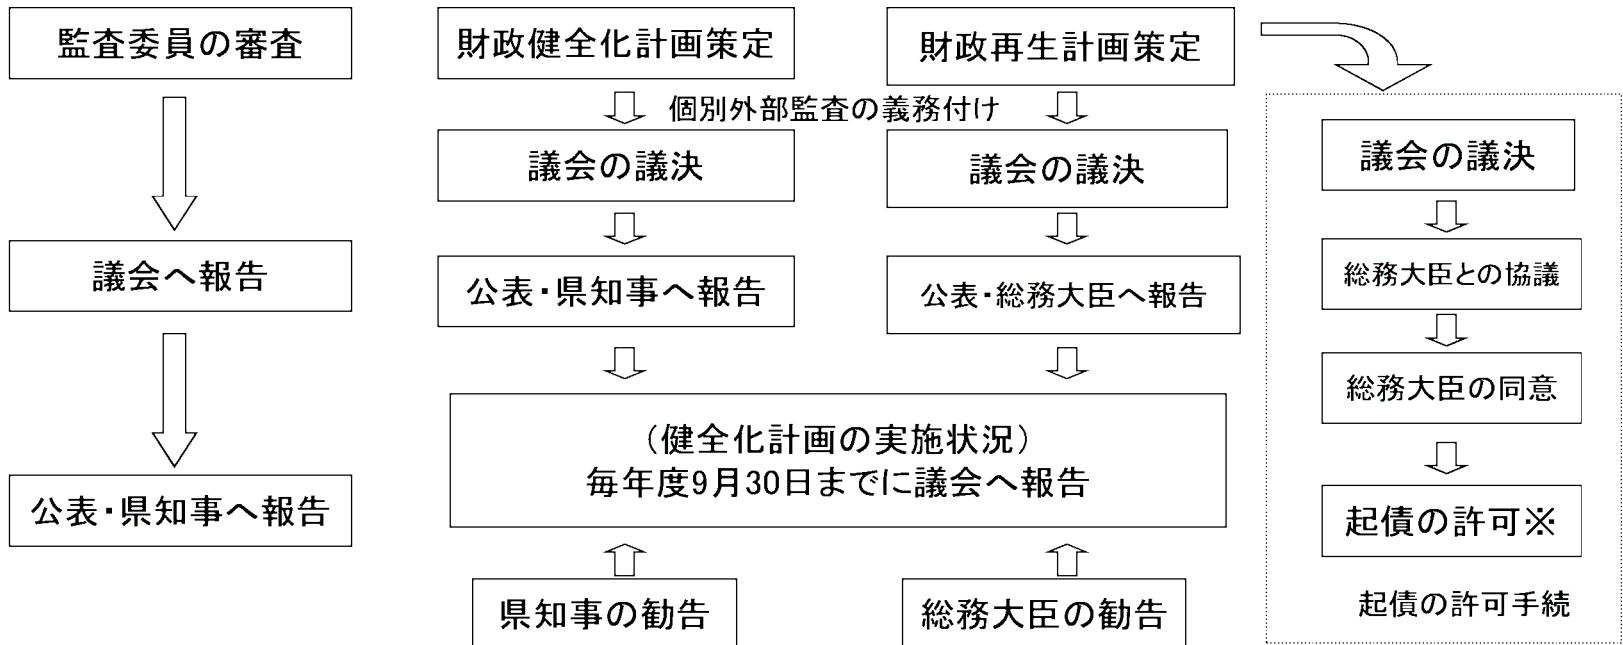 監査委員の審査
議会へ報告
公表・県知事へ報告
財政健全化計画策定
財政再生計画策定
個別外部監査の義務付け
議会の議決
議会の議決
公表・県知事へ報告
公表・総務大臣へ報告
（健全化計画の実施状況）
毎年度9月30日までに議会へ報告
県知事の勧告
総務大臣の勧告
議会の議決
総務大臣との協議
総務大臣の同意
起債の許可※
起債の許可手続